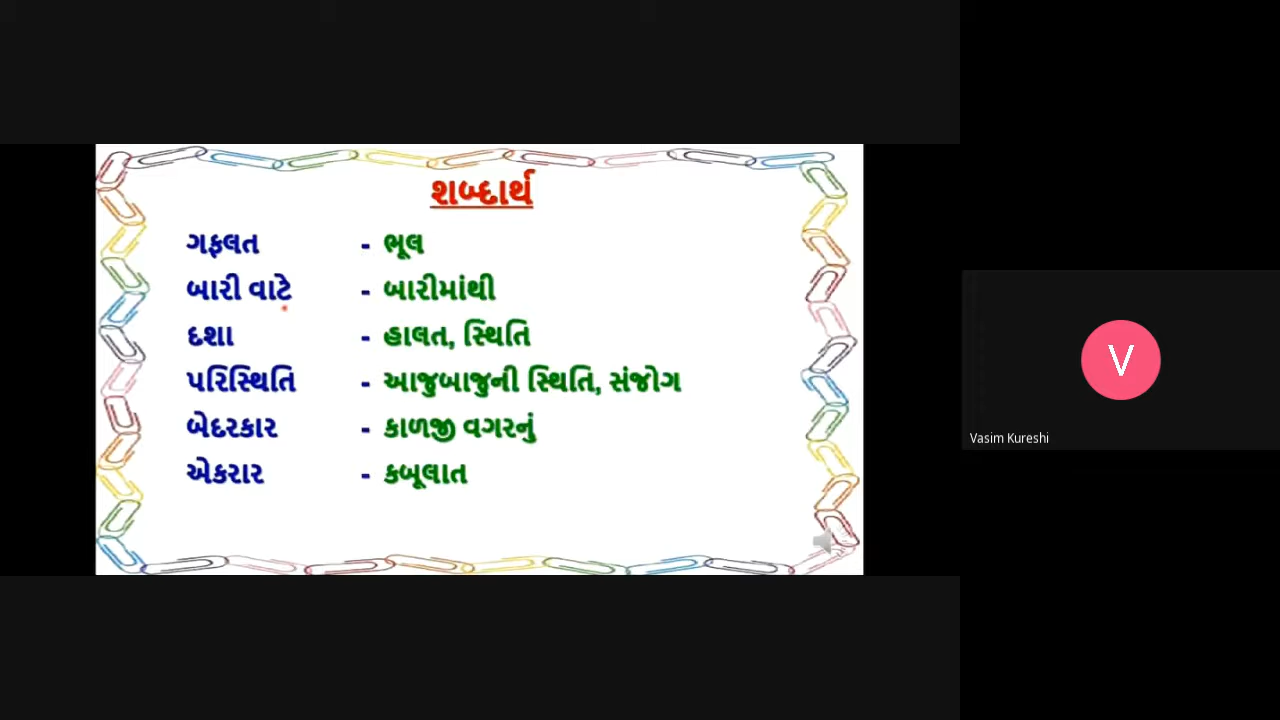 શબ્દાર્થ
ગફલત - ભૂલ
બારી વાટે - બારીમાંથી
દશા - હાલત, સ્થિતિ
પરિસ્થિતિ - આજુબાજુની સ્થિતિ, સંજોગ
બેદરકાર - કાળજી વગરનું
એકરાર - કબૂલાત
V
Vasim Kureshi